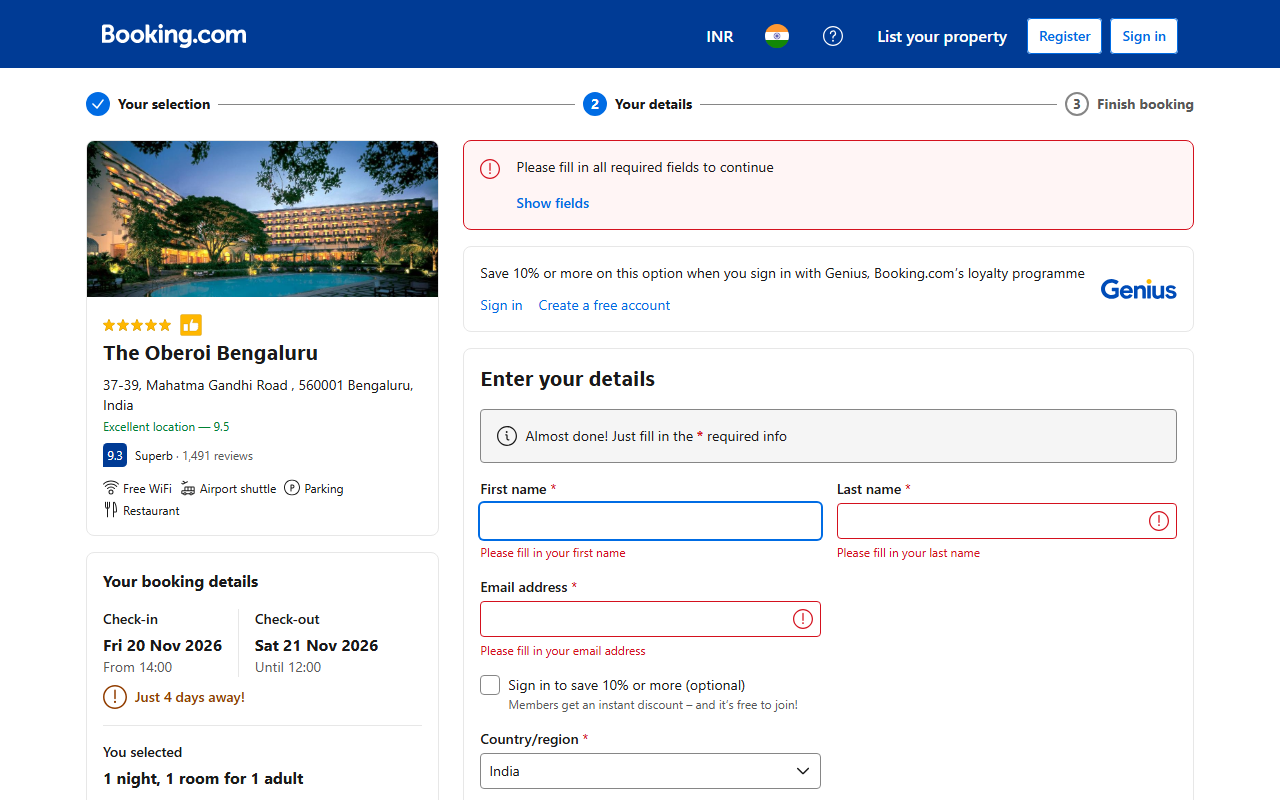 Booking.com
INR
List your property
Register
Sign in
Your selection
2 Your details
3 Finish booking
The Oberoi Bengaluru
37-39, Mahatma Gandhi Road , 560001 Bengaluru,
India
Excellent location — 9.5
9.3 Superb · 1,491 reviews
Free WiFi Airport shuttle P Parking
Restaurant
Your booking details
Check-in Check-out
Fri 20 Nov 2026 Sat 21 Nov 2026
From 14:00 Until 12:00
Just 4 days away!
You selected
1 night, 1 room for 1 adult
Please fill in all required fields to continue
Show fields
Save 10% or more on this option when you sign in with Genius, Booking.com’s loyalty programme
Sign in Create a free account
Genius
Enter your details
Almost done! Just fill in the * required info
First name * Last name *
Please fill in your first name Please fill in your last name
Email address *
Please fill in your email address
Sign in to save 10% or more (optional)
Members get an instant discount – and it’s free to join!
Country/region *
India